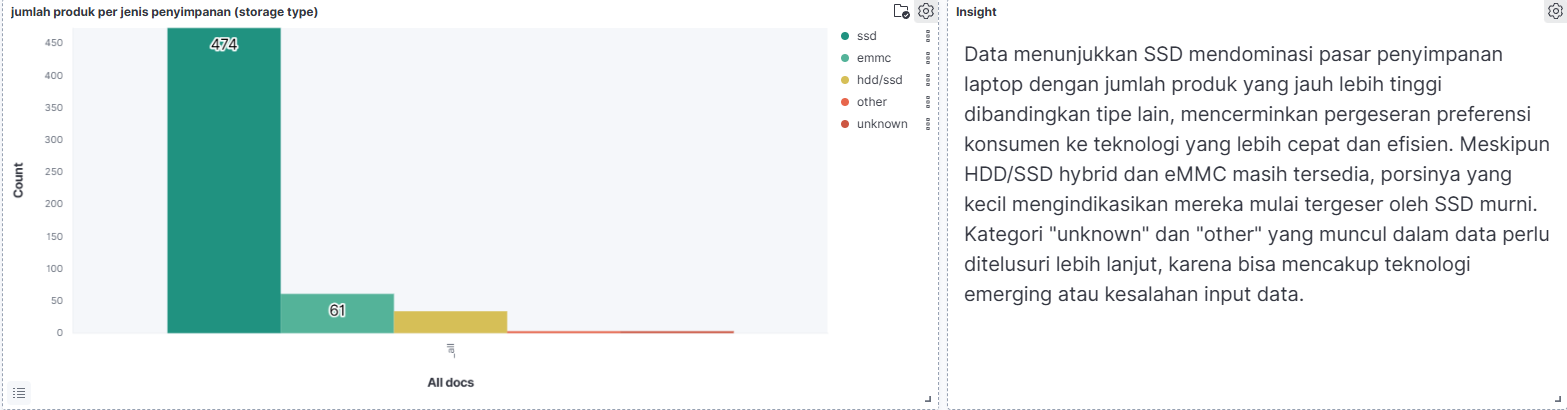 jumlah produk per jenis penyimpanan (storage type)
474
61
450
400
350
300
250
200
150
100
50
0
Count
_all
All docs
ssd
emmc
hdd/ssd
other
unknown
Insight
Data menunjukkan SSD mendominasi pasar penyimpanan
laptop dengan jumlah produk yang jauh lebih tinggi
dibandingkan tipe lain, mencerminkan pergeseran preferensi
konsumen ke teknologi yang lebih cepat dan efisien. Meskipun
HDD/SSD hybrid dan eMMC masih tersedia, porsinya yang
kecil mengindikasikan mereka mulai tergeser oleh SSD murni.
Kategori "unknown" dan "other" yang muncul dalam data perlu
ditelusuri lebih lanjut, karena bisa mencakup teknologi
emerging atau kesalahan input data.